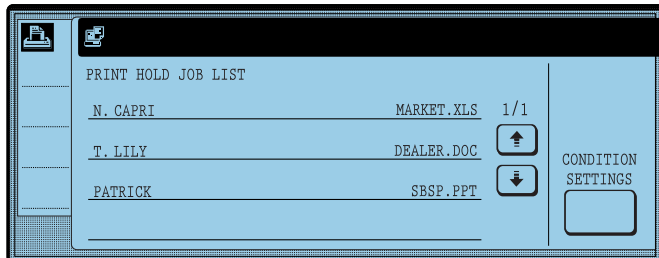 PRINT HOLD JOB LIST
N. CAPRI MARKET.XLS 1/1
T. LILY DEALER.DOC
PATRICK SBSP.PPT
CONDITION
SETTINGS